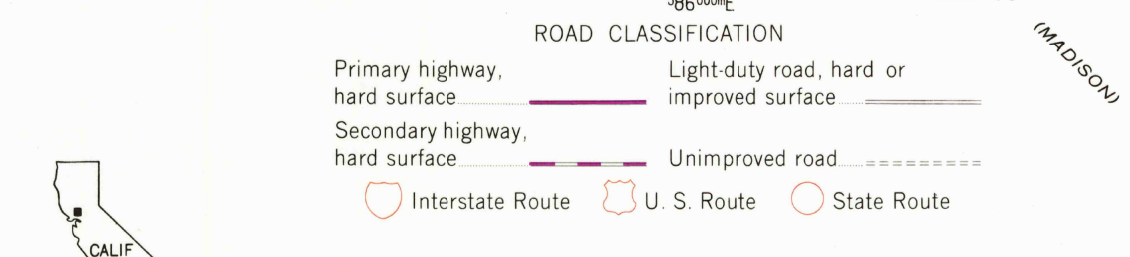 586000mE
ROAD CLASSIFICATION
(MADISON)
Primary highway,
hard surface
Light-duty road, hard or
improved surface
Secondary highway,
hard surface
Unimproved road
Interstate Route
U. S. Route
State Route
CALIF